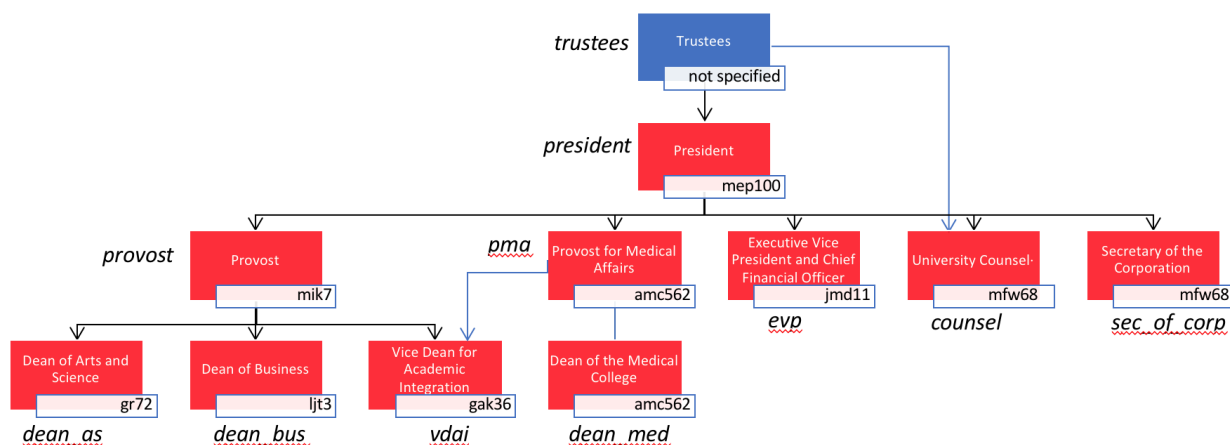 trustees
Trustees
not specified
president
President
mep100
provost
Provost
mik7
pma
Provost for Medical
Affairs
amc562
Executive Vice
President and Chief
Financial Officer
jmd11
evp
University Counsel·
mfw68
counsel
Secretary of the
Corporation
mfw68
sec_of_corp
Dean of Arts and
Science
gr72
dean_as
Dean of Business
ljt3
dean_bus
Vice Dean for
Academic
Integration
gak36
vdai
Dean of the Medical
College
amc562
dean_med